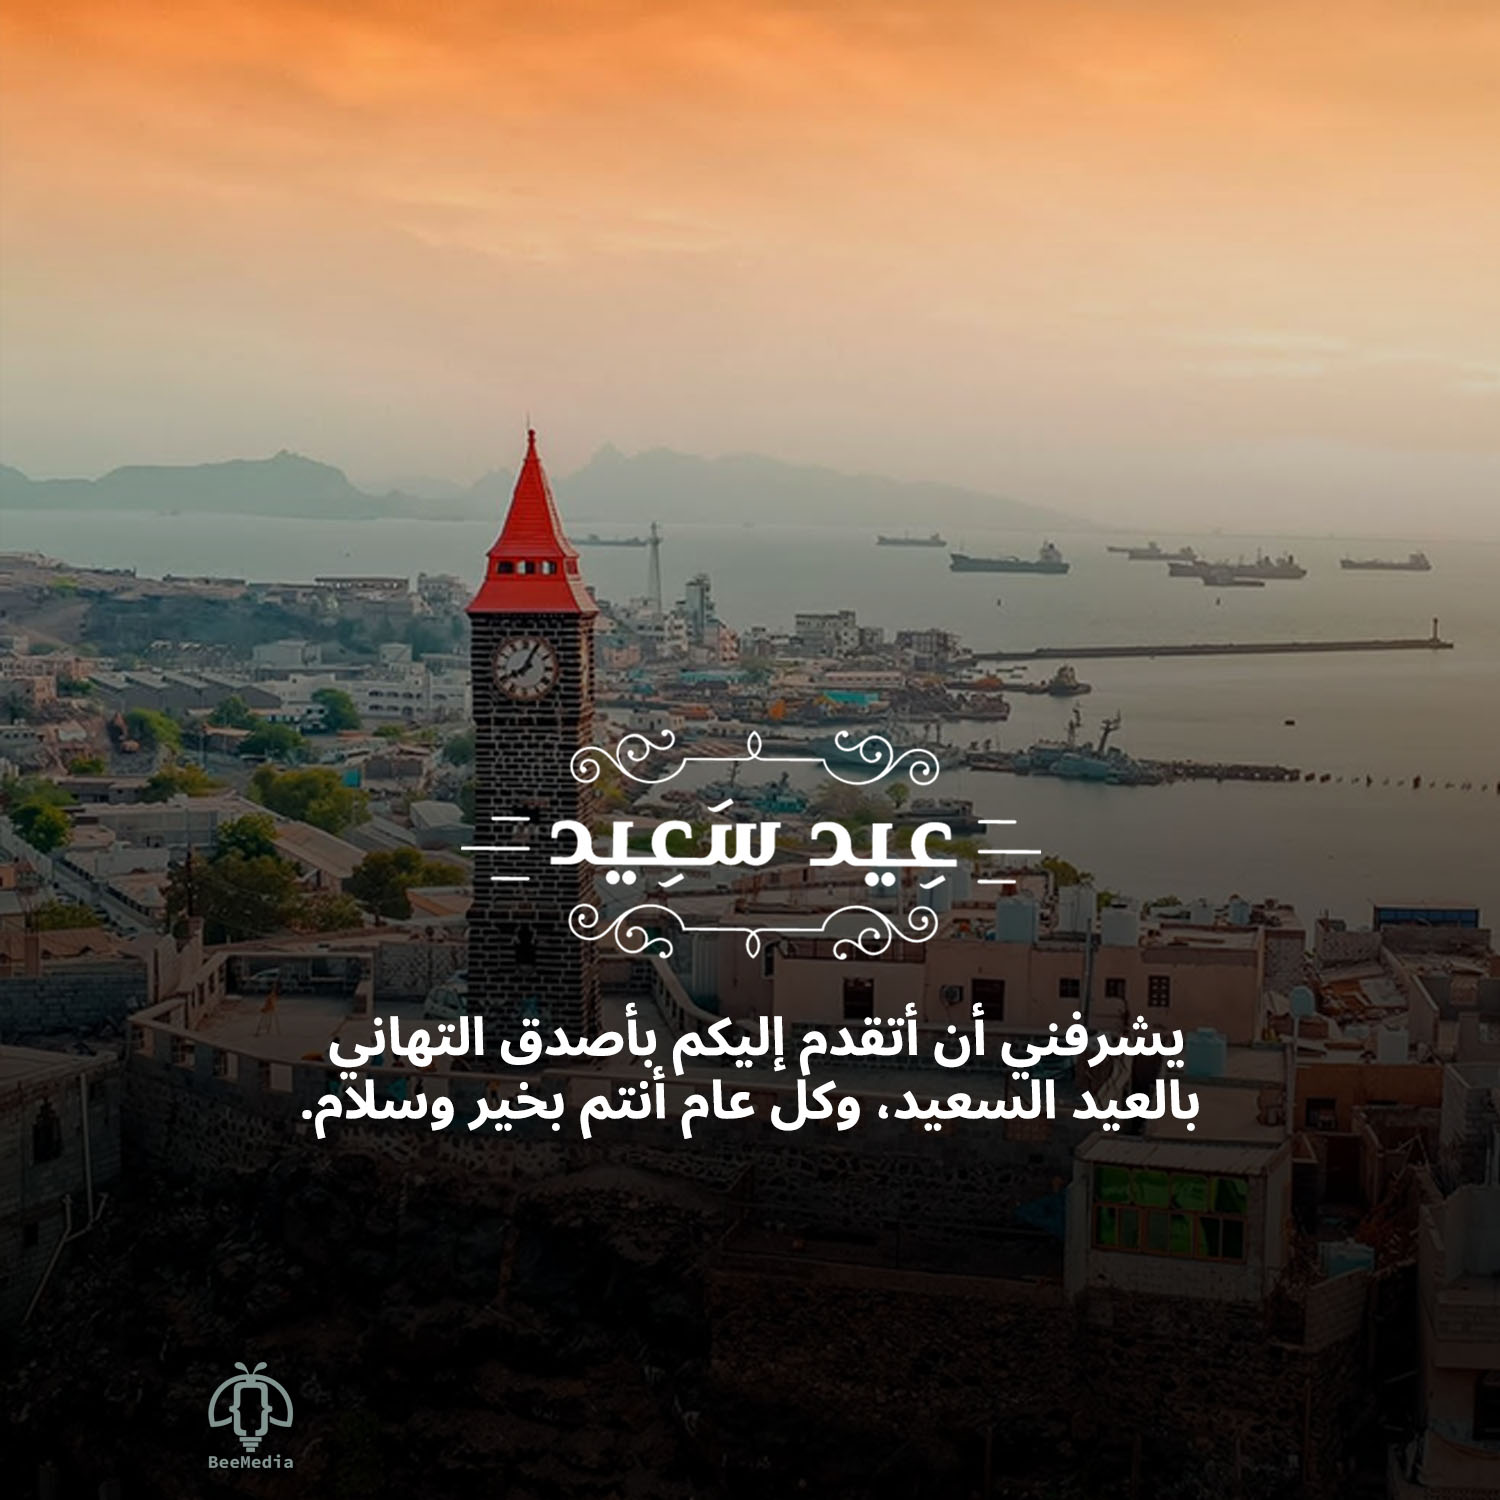 عِيد سَعِيد
يشرفني أن أتقدم إليكم بأصدق التهاني
بالعيد السعيد، وكل عام أنتم بخير وسلام.
BeeMedia